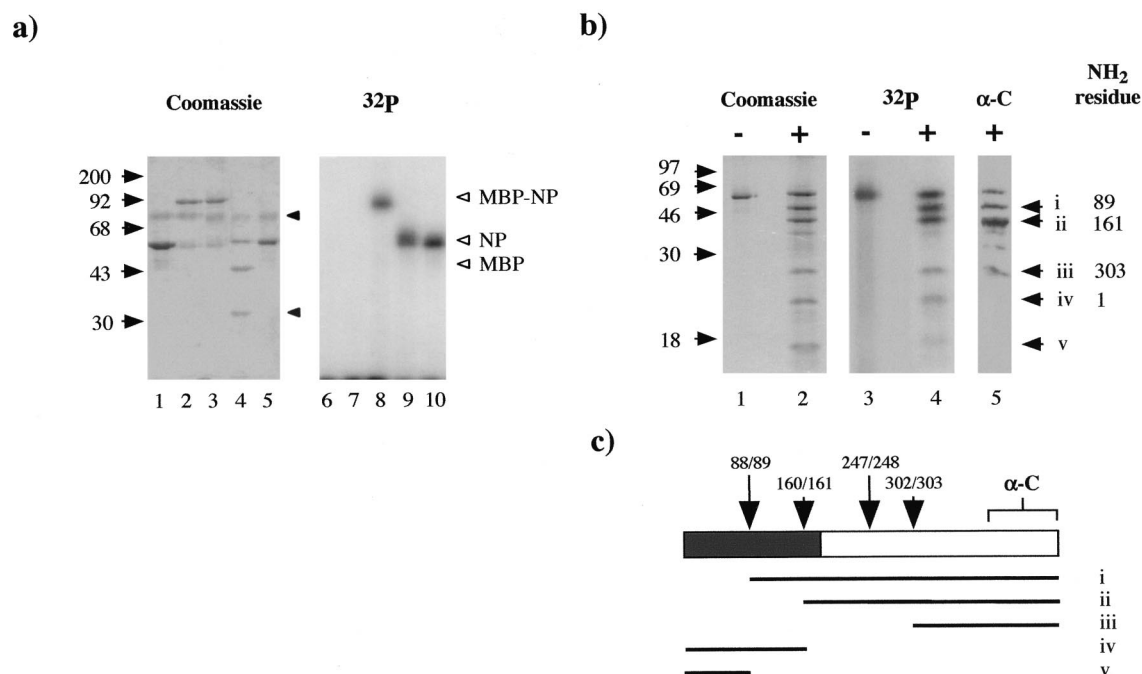 a)
Coomassie
32P
200
92
68
43
30
MBP-NP
NP
MBP
1 2 3 4 5
6 7 8 9 10
b)
Coomassie
32P
α-C
NH2
residue
- +
- +
+
97
69
46
30
18
i 89
ii 161
iii 303
iv 1
v
1 2
3 4
5
c)
88/89
160/161
247/248
302/303
α-C
i
ii
iii
iv
v